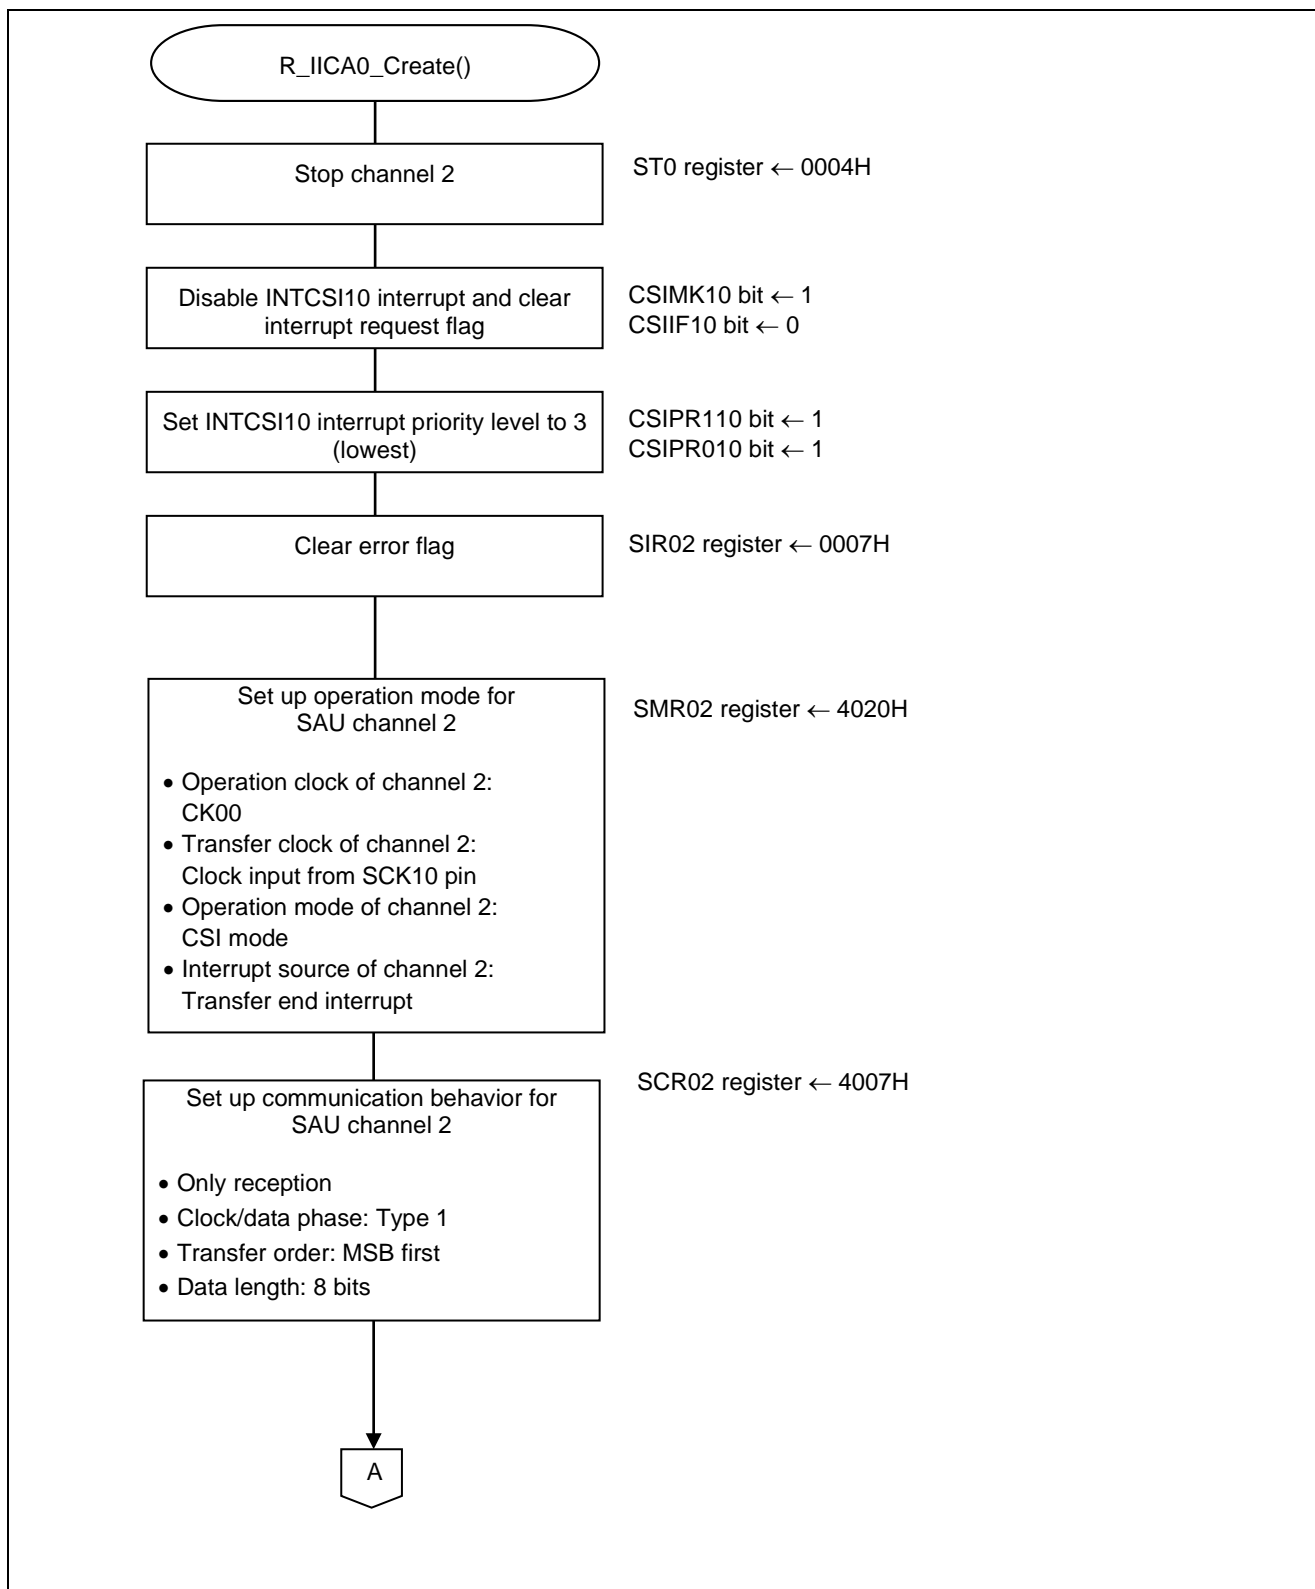 R_IICA0_Create()
Stop channel 2
ST0 register ← 0004H
Disable INTCSI10 interrupt and clear
interrupt request flag
CSIMK10 bit ← 1
CSIIF10 bit ← 0
Set INTCSI10 interrupt priority level to 3
(lowest)
CSIPR110 bit ← 1
CSIPR010 bit ← 1
Clear error flag
SIR02 register ← 0007H
Set up operation mode for
SAU channel 2
SMR02 register ← 4020H
• Operation clock of channel 2:
CK00
• Transfer clock of channel 2:
Clock input from SCK10 pin
• Operation mode of channel 2:
CSI mode
• Interrupt source of channel 2:
Transfer end interrupt
SCR02 register ← 4007H
Set up communication behavior for
SAU channel 2
• Only reception
• Clock/data phase: Type 1
• Transfer order: MSB first
• Data length: 8 bits
A